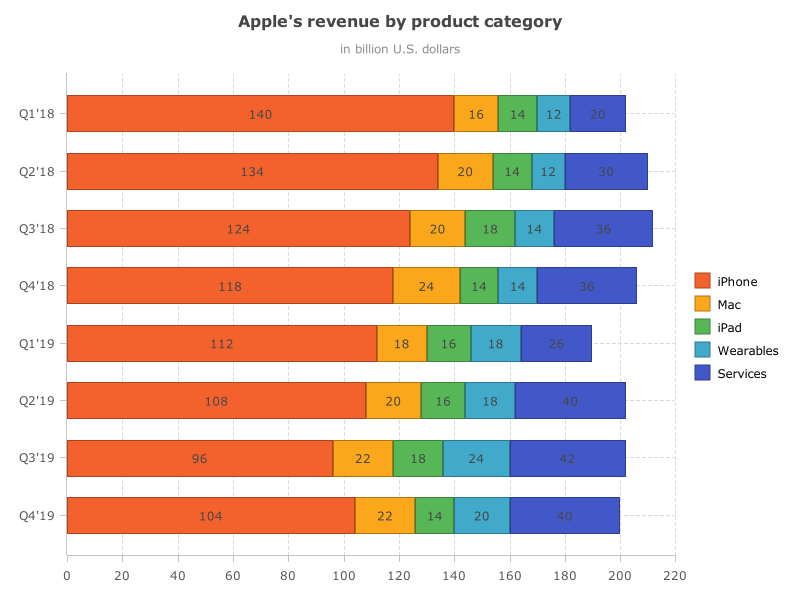 Apple's revenue by product category
in billion U.S. dollars
Q1'18 140 16 14 12 20
Q2'18 134 20 14 12 30
Q3'18 124 20 18 14 36
Q4'18 118 24 14 14 36
Q1'19 112 18 16 18 26
Q2'19 108 20 16 18 40
Q3'19 96 22 18 24 42
Q4'19 104 22 14 20 40
0 20 40 60 80 100 120 140 160 180 200 220
iPhone
Mac
iPad
Wearables
Services